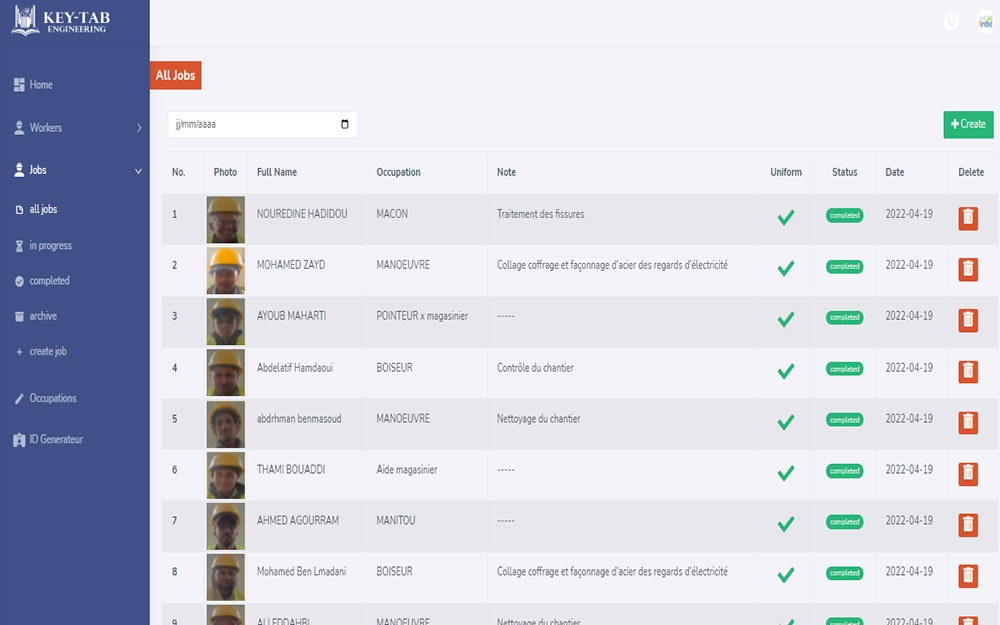 KEY-TAB
ENGINEERING
Home
Workers
Jobs
all jobs
in progress
completed
archive
create job
Occupations
ID Generateur
All Jobs
jj/mm/aaaa
Create
No. Photo Full Name Occupation Note Uniform Status Date Delete
1 NOUREDINE HADIDOU MACON Traitement des fissures completed 2022-04-19
2 MOHAMED ZAYD MANOEUVRE Collage coffrage et façonnage d'acier des regards d'électricité completed 2022-04-19
3 AYOUB MAHARTI POINTEUR x magasinier ----- completed 2022-04-19
4 Abdelatif Hamdaoui BOISEUR Contrôle du chantier completed 2022-04-19
5 abdrhman benmasoud MANOEUVRE Nettoyage du chantier completed 2022-04-19
6 THAMI BOUADDI Aide magasinier ----- completed 2022-04-19
7 AHMED AGOURRAM MANITOU ----- completed 2022-04-19
8 Mohamed Ben Lmadani BOISEUR Collage coffrage et façonnage d'acier des regards d'électricité completed 2022-04-19
9 ALI EDDAHBI MANOEUVRE Nettoyage du chantier completed 2022-04-19